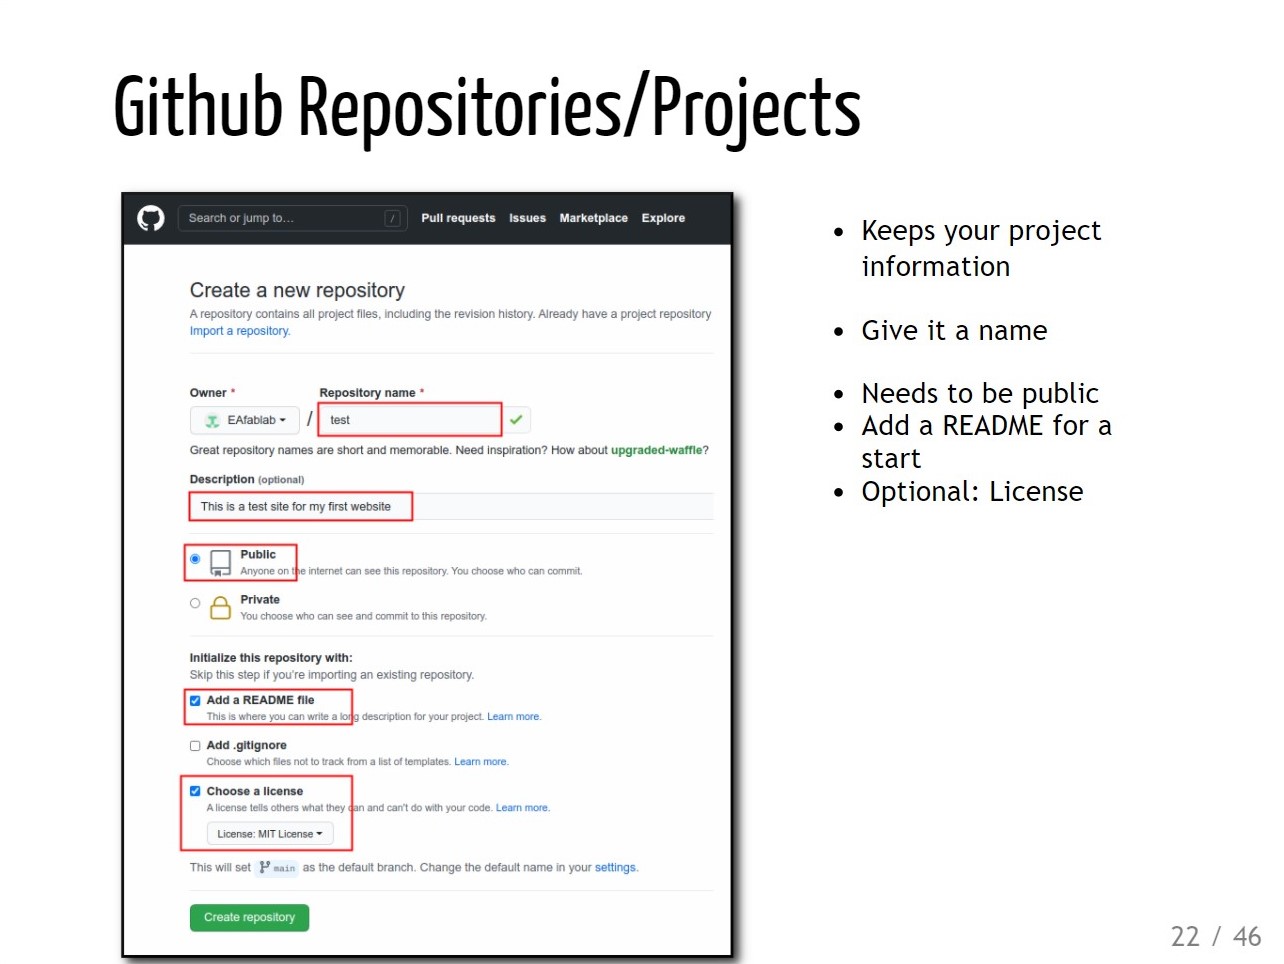 Github Repositories/Projects
Search or jump to...
/
Pull requests Issues Marketplace Explore
Create a new repository
A repository contains all project files, including the revision history. Already have a project repository
Import a repository.
Owner * Repository name *
EAfablab / test
Great repository names are short and memorable. Need inspiration? How about upgraded-waffle?
Description (optional)
This is a test site for my first website
Public
Anyone on the internet can see this repository. You choose who can commit.
Private
You choose who can see and commit to this repository.
Initialize this repository with:
Skip this step if you're importing an existing repository.
Add a README file
This is where you can write a long description for your project. Learn more.
Add .gitignore
Choose which files not to track from a list of templates. Learn more.
Choose a license
A license tells others what they can and can't do with your code. Learn more.
License: MIT License
This will set main as the default branch. Change the default name in your settings.
Create repository
• Keeps your project
information
• Give it a name
• Needs to be public
• Add a README for a
start
• Optional: License
22 / 46